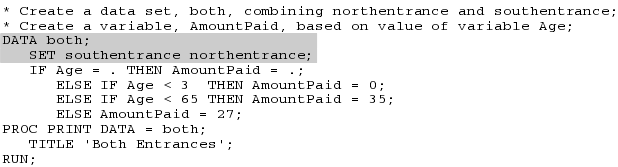 * Create a data set, both, combining northentrance and southentrance;
* Create a variable, AmountPaid, based on value of variable Age;
DATA both;
   SET southentrance northentrance;
   IF Age = . THEN AmountPaid = .;
      ELSE IF Age < 3  THEN AmountPaid = 0;
      ELSE IF Age < 65 THEN AmountPaid = 35;
      ELSE AmountPaid = 27;
PROC PRINT DATA = both;
   TITLE 'Both Entrances';
RUN;